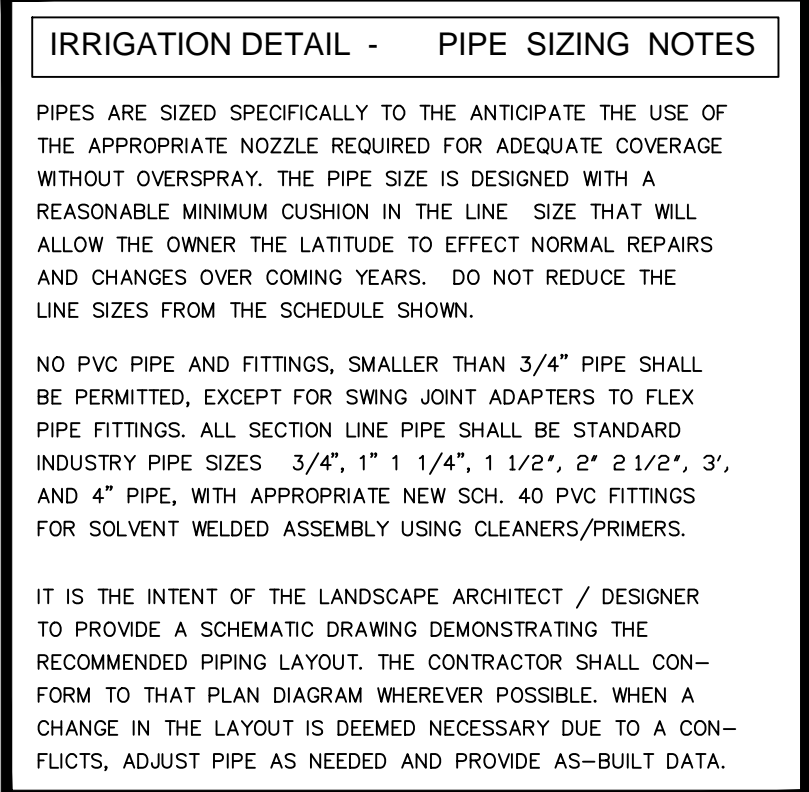 IRRIGATION DETAIL - PIPE SIZING NOTES
PIPES ARE SIZED SPECIFICALLY TO THE ANTICIPATE THE USE OF
THE APPROPRIATE NOZZLE REQUIRED FOR ADEQUATE COVERAGE
WITHOUT OVERSPRAY. THE PIPE SIZE IS DESIGNED WITH A
REASONABLE MINIMUM CUSHION IN THE LINE SIZE THAT WILL
ALLOW THE OWNER THE LATITUDE TO EFFECT NORMAL REPAIRS
AND CHANGES OVER COMING YEARS. DO NOT REDUCE THE
LINE SIZES FROM THE SCHEDULE SHOWN.
NO PVC PIPE AND FITTINGS, SMALLER THAN 3/4” PIPE SHALL
BE PERMITTED, EXCEPT FOR SWING JOINT ADAPTERS TO FLEX
PIPE FITTINGS. ALL SECTION LINE PIPE SHALL BE STANDARD
INDUSTRY PIPE SIZES 3/4”, 1” 1 1/4”, 1 1/2", 2" 2 1/2", 3',
AND 4” PIPE, WITH APPROPRIATE NEW SCH. 40 PVC FITTINGS
FOR SOLVENT WELDED ASSEMBLY USING CLEANERS/PRIMERS.
IT IS THE INTENT OF THE LANDSCAPE ARCHITECT / DESIGNER
TO PROVIDE A SCHEMATIC DRAWING DEMONSTRATING THE
RECOMMENDED PIPING LAYOUT. THE CONTRACTOR SHALL CON-
FORM TO THAT PLAN DIAGRAM WHEREVER POSSIBLE. WHEN A
CHANGE IN THE LAYOUT IS DEEMED NECESSARY DUE TO A CON-
FLICTS, ADJUST PIPE AS NEEDED AND PROVIDE AS-BUILT DATA.